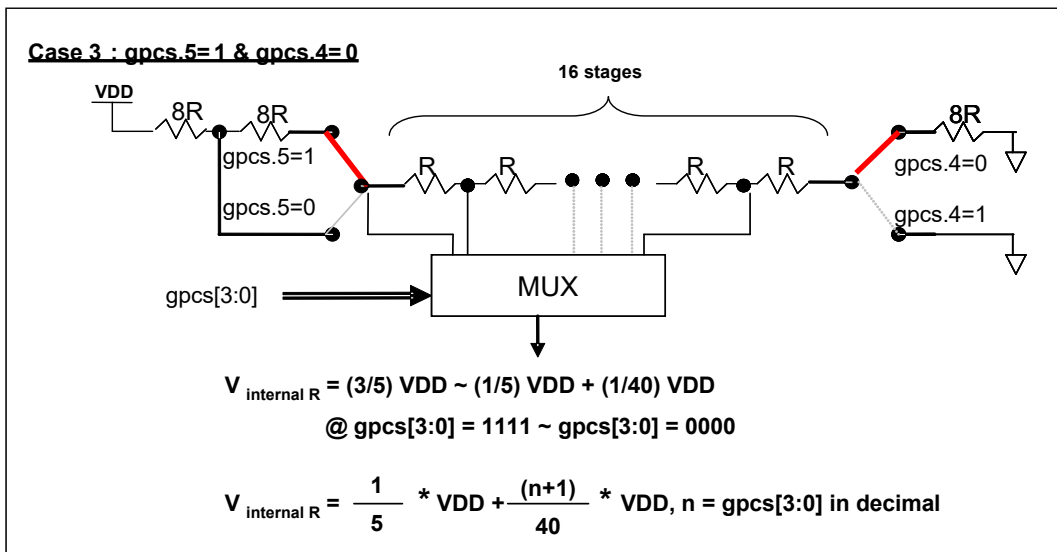 Case 3 : gpcs.5=1 & gpcs.4=0
16 stages
VDD
8R
8R
8R
gpcs.5=1
gpcs.4=0
R
R
R
R
gpcs.5=0
gpcs.4=1
MUX
gpcs[3:0]
V internal R = (3/5) VDD ~ (1/5) VDD + (1/40) VDD
@ gpcs[3:0] = 1111 ~ gpcs[3:0] = 0000
V internal R = 1/5 * VDD + (n+1)/40 * VDD, n = gpcs[3:0] in decimal